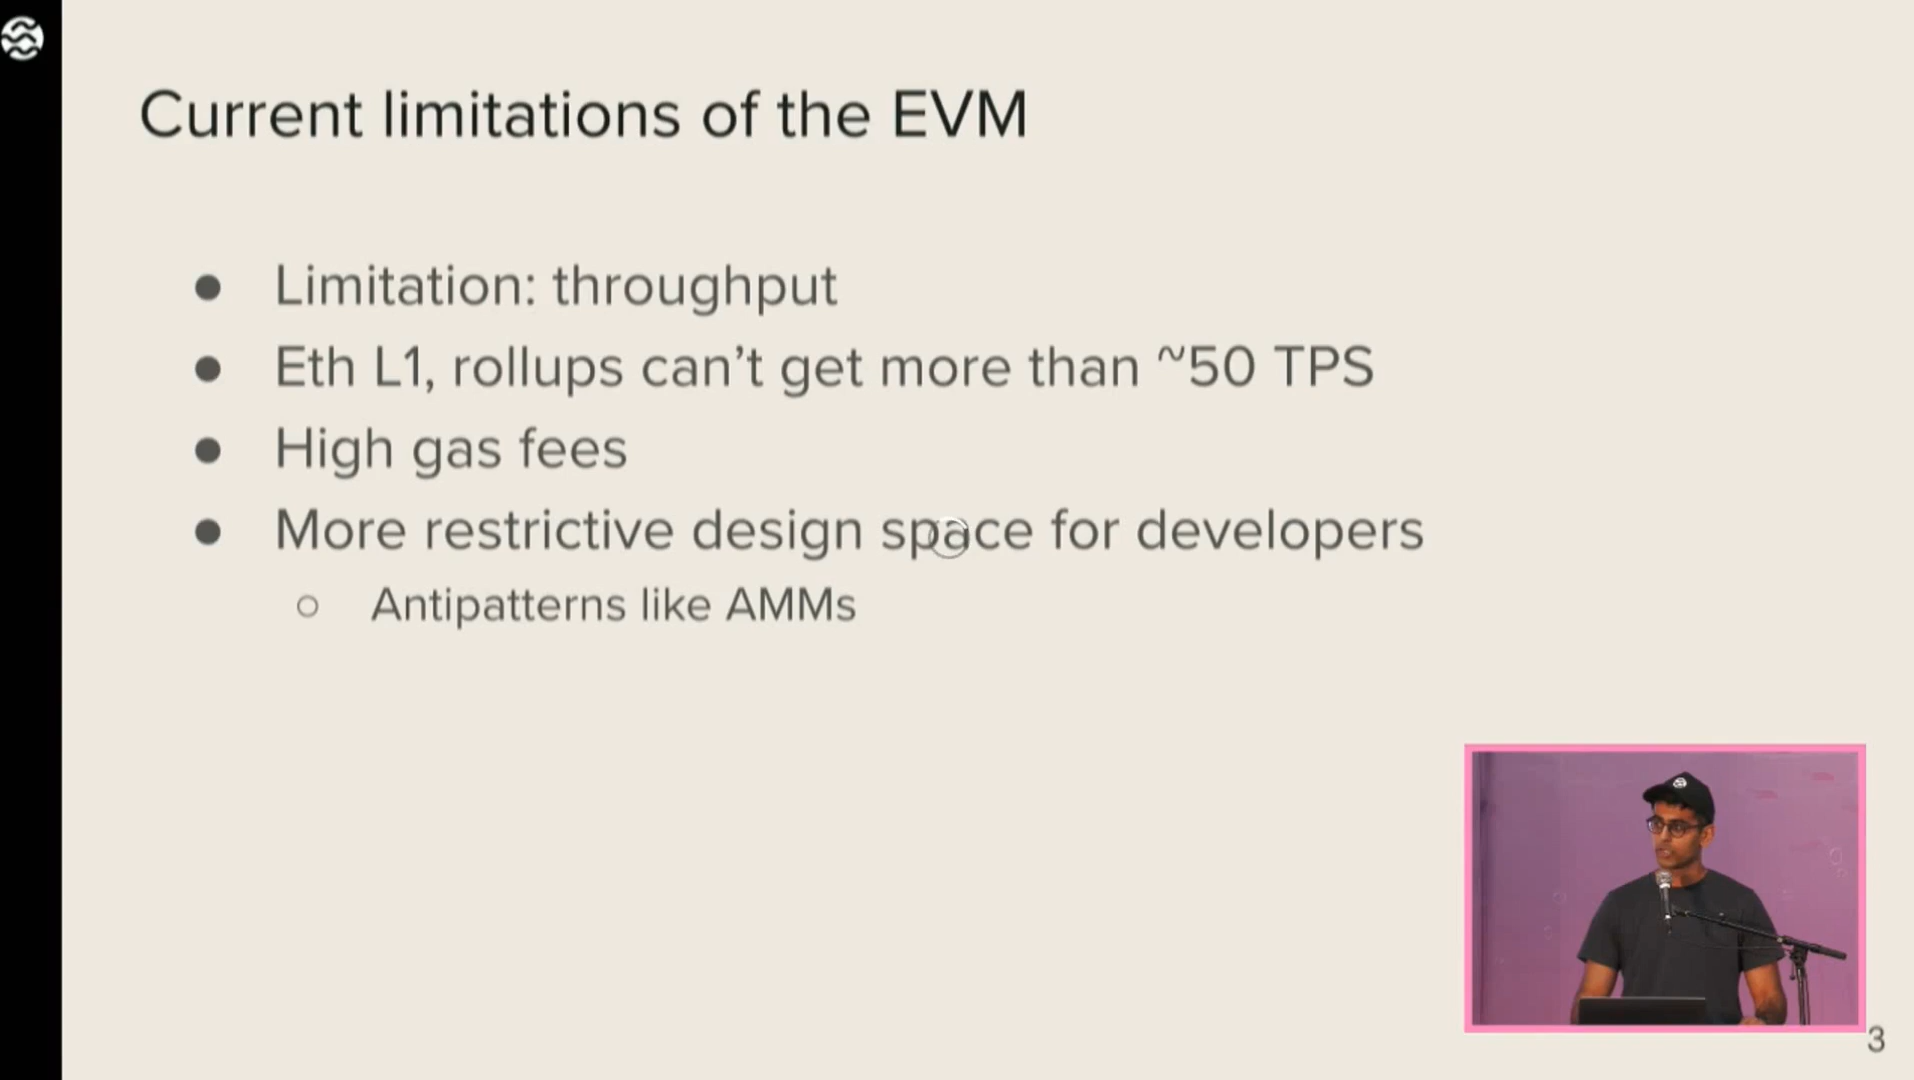 Current limitations of the EVM
● Limitation: throughput
● Eth L1, rollups can’t get more than ~50 TPS
● High gas fees
● More restrictive design space for developers
○ Antipatterns like AMMs
3